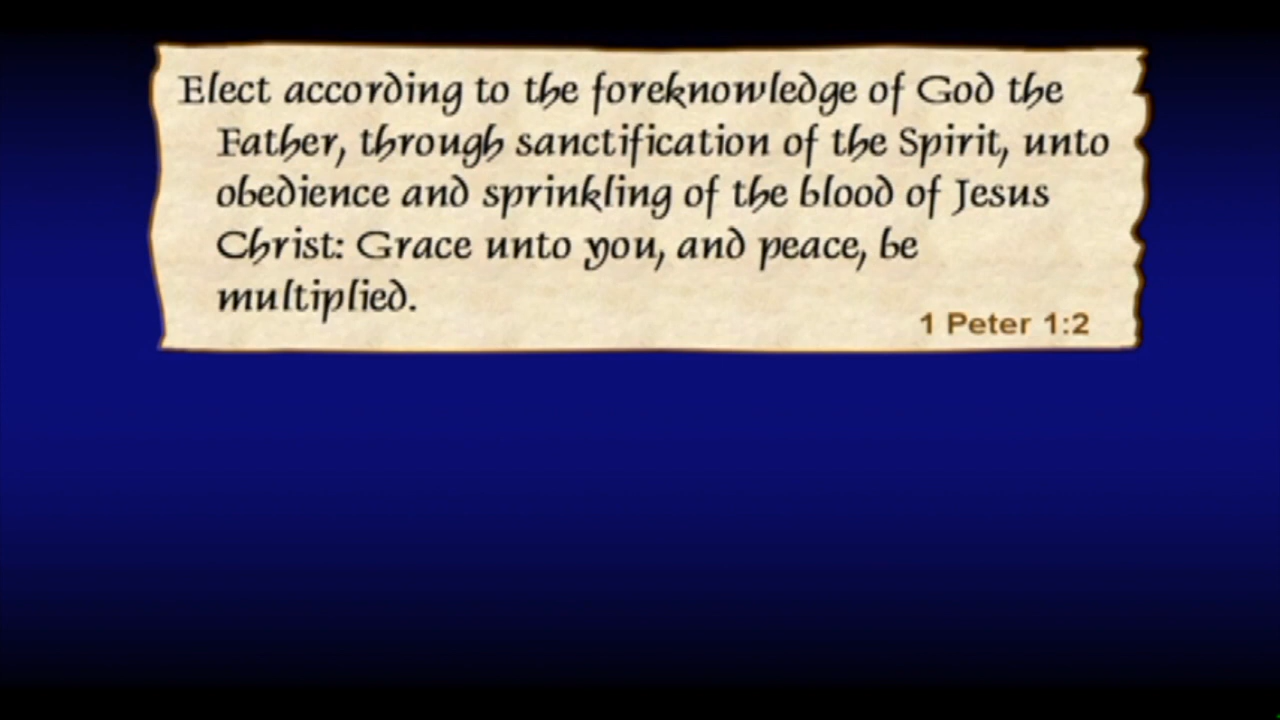 Elect according to the foreknowledge of God the
Father, through sanctification of the Spirit, unto
obedience and sprinkling of the blood of Jesus
Christ: Grace unto you, and peace, be
multiplied.
1 Peter 1:2